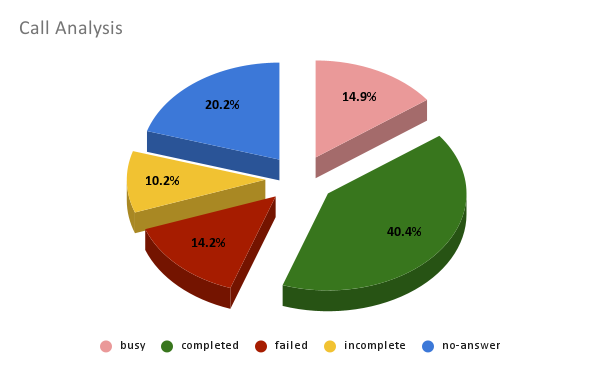 Call Analysis
14.9%
20.2%
10.2%
40.4%
14.2%
busy completed failed incomplete no-answer